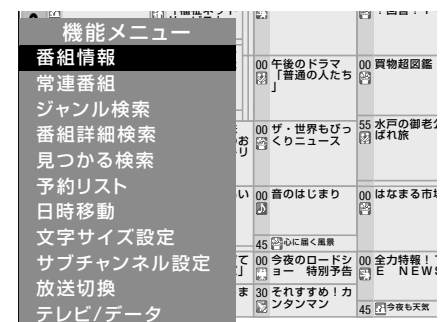 機能メニュー
番組情報
常連番組
ジャンル検索
番組詳細検索
見つかる検索
予約リスト
日時移動
文字サイズ設定
サブチャンネル設定
放送切換
テレビ/データ
00 午後のドラマ
「普通の人たち
」
00 ザ・世界もびっ
くりニュース
00 音のはじまり
45 心に届く風景
00 今夜のロードシ
ョー 特別予告
30 それすすめ！カ
ンタンマン
00 買物超図鑑
55 水戸の御老公
ばれ旅
00 はなまる市場
00 全力特報！
E NEWS
45 今夜も天気